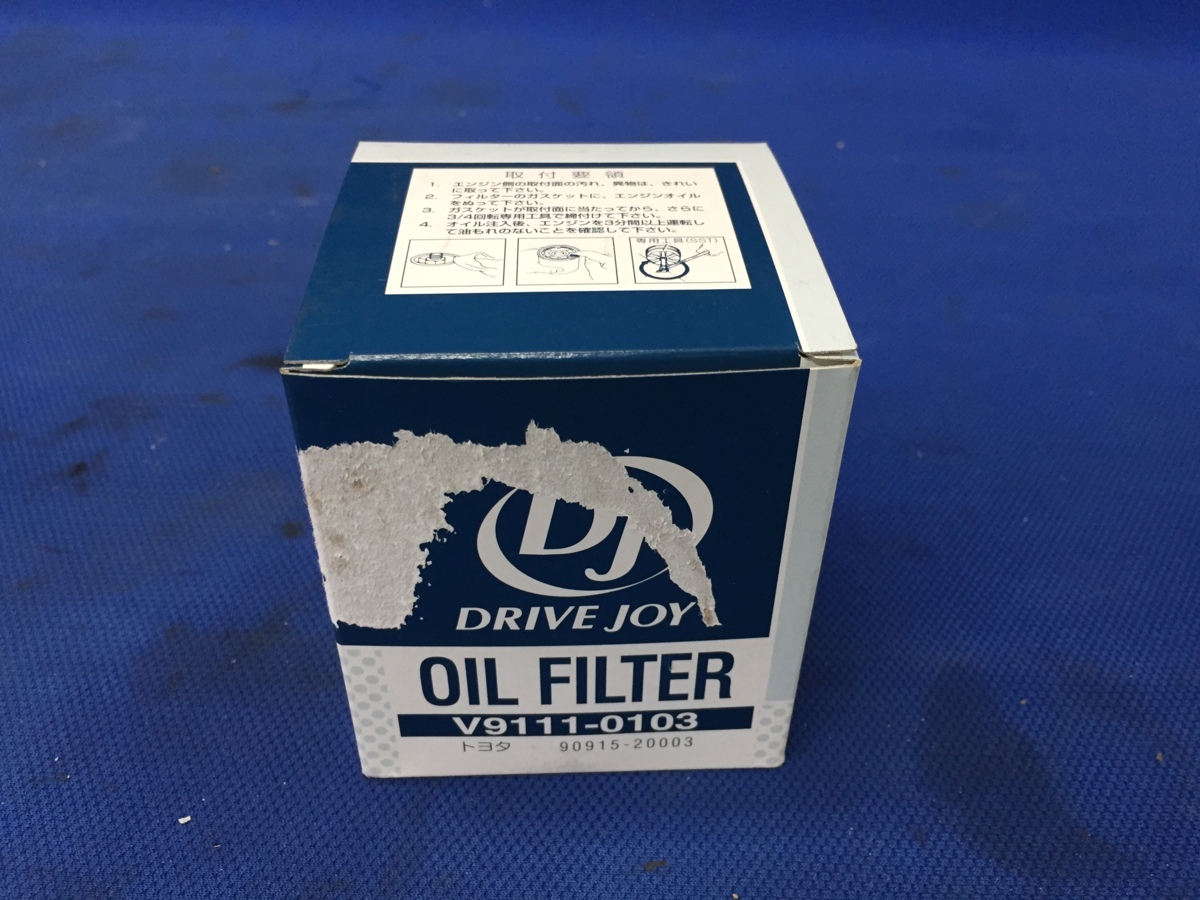 取付要領
1. エンジン側の取付面の汚れ、異物は、きれい
に取って下さい。
2. フィルターのガスケットに、エンジンオイル
をぬって下さい。
3. ガスケットが取付面に当たってから、さらに
3/4回転専用工具で締付けて下さい。
4. オイル注入後、エンジンを3分間以上運転し
て油もれのないことを確認して下さい。
専用工具(SST)
DJ
DRIVE JOY
OIL FILTER
V9111-0103
トヨタ 90915-20003